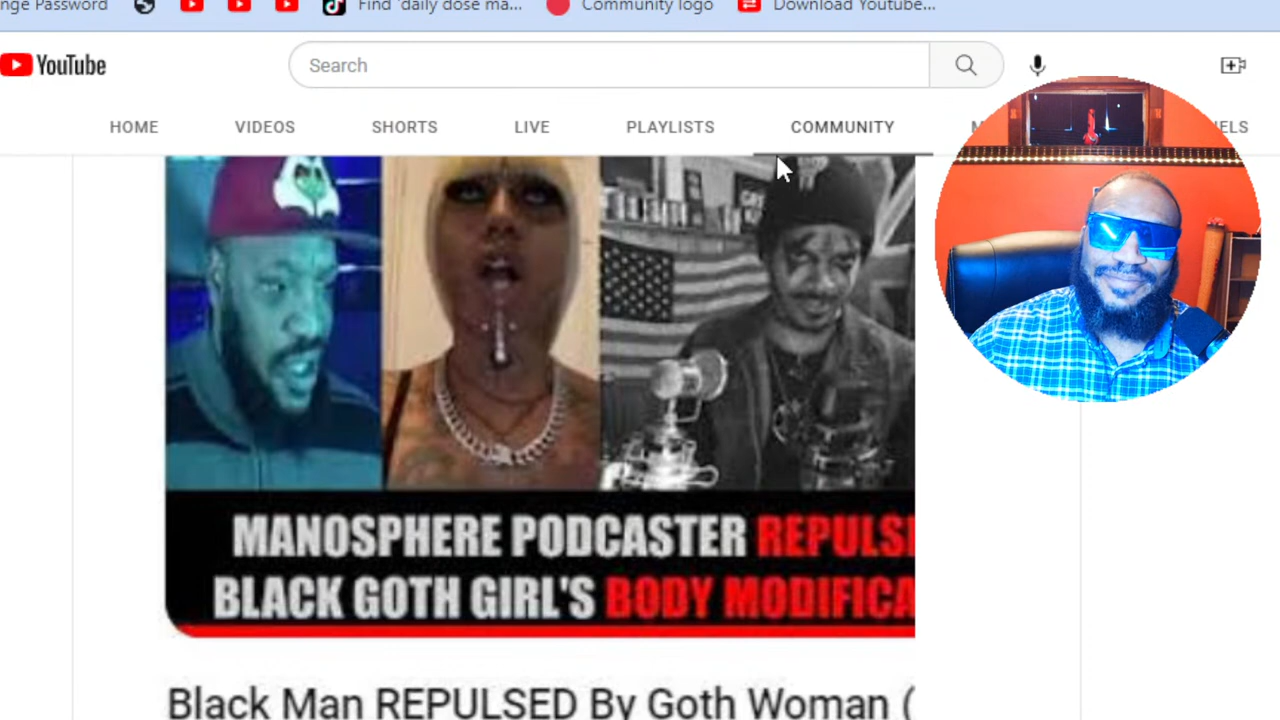 nge Password
Find 'daily dose ma...
Community logo
Download Youtube...
YouTube
Search
HOME
VIDEOS
SHORTS
LIVE
PLAYLISTS
COMMUNITY
M
ELS
MANOSPHERE PODCASTER REPULS
BLACK GOTH GIRL'S BODY MODIFICA
Black Man REPULSED By Goth Woman (